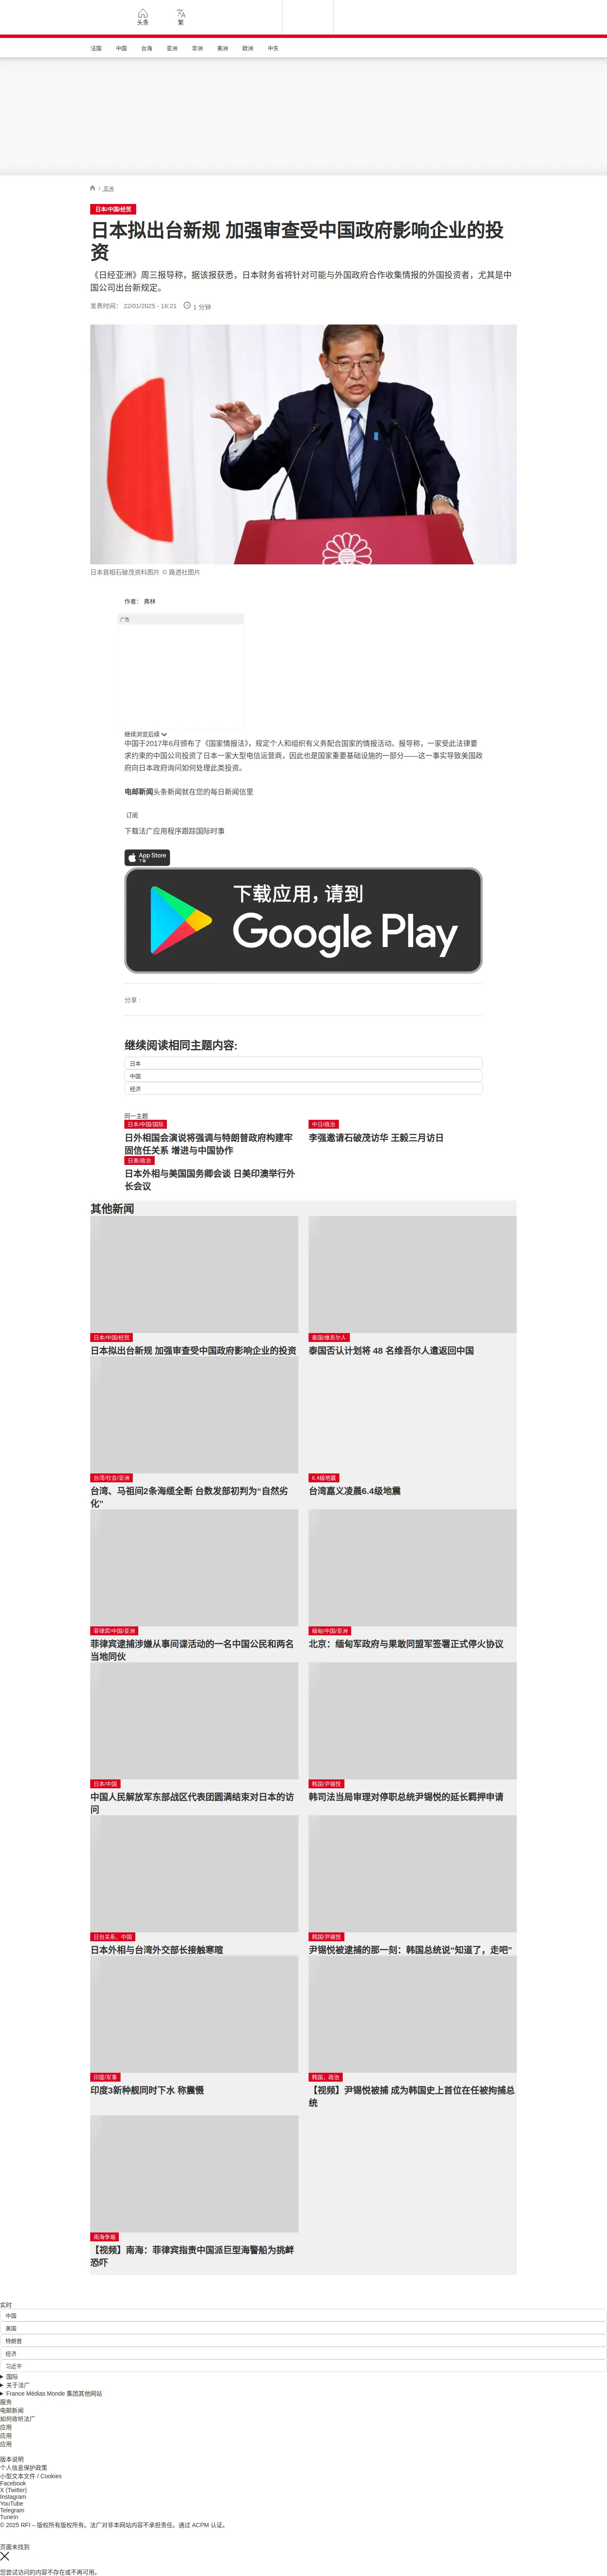 头条
繁
法国 中国 台海 亚洲 非洲 美洲 欧洲 中东
/ 亚洲
日本/中国/经贸
日本拟出台新规 加强审查受中国政府影响企业的投
资
《日经亚洲》周三报导称，据该报获悉，日本财务省将针对可能与外国政府合作收集情报的外国投资者，尤其是中
国公司出台新规定。
发表时间： 22/01/2025 - 16:21 1 分钟
日本首相石破茂资料图片 © 路透社图片
作者： 弗林
广告
继续浏览后续
中国于2017年6月颁布了《国家情报法》，规定个人和组织有义务配合国家的情报活动。报导称，一家受此法律要
求约束的中国公司投资了日本一家大型电信运营商，因此也是国家重要基础设施的一部分——这一事实导致美国政
府向日本政府询问如何处理此类投资。
电邮新闻头条新闻就在您的每日新闻信里
订阅
下载法广应用程序跟踪国际时事
App Store
下载
下载应用，请到
Google Play
分享 :
继续阅读相同主题内容:
日本
中国
经济
同一主题
日本/中国/国际
日外相国会演说将强调与特朗普政府构建牢
固信任关系 增进与中国协作
中日/政治
李强邀请石破茂访华 王毅三月访日
日美/政治
日本外相与美国国务卿会谈 日美印澳举行外
长会议
其他新闻
日本/中国/经贸
日本拟出台新规 加强审查受中国政府影响企业的投资
泰国/维吾尔人
泰国否认计划将 48 名维吾尔人遣返回中国
台湾/社会/亚洲
台湾、马祖间2条海缆全断 台数发部初判为“自然劣
化”
6.4级地震
台湾嘉义凌晨6.4级地震
菲律宾/中国/亚洲
菲律宾逮捕涉嫌从事间谍活动的一名中国公民和两名
当地同伙
缅甸/中国/亚洲
北京：缅甸军政府与果敢同盟军签署正式停火协议
日本/中国
中国人民解放军东部战区代表团圆满结束对日本的访
问
韩国/尹锡悦
韩司法当局审理对停职总统尹锡悦的延长羁押申请
日台关系、中国
日本外相与台湾外交部长接触寒暄
韩国/尹锡悦
尹锡悦被逮捕的那一刻：韩国总统说“知道了，走吧”
印度/军事
印度3新种舰同时下水 称震慑
韩国，政治
【视频】尹锡悦被捕 成为韩国史上首位在任被拘捕总
统
南海争端
【视频】南海：菲律宾指责中国派巨型海警船为挑衅
恐吓
实时
中国
美国
特朗普
经济
习近平
国际
关于法广
France Médias Monde 集团其他网站
服务
电邮新闻
如何收听法广
应用
应用
应用
版本说明
个人信息保护政策
小型文本文件 / Cookies
Facebook
X (Twitter)
Instagram
YouTube
Telegram
TuneIn
© 2025 RFI – 版权所有版权所有。法广对非本网站内容不承担责任。通过 ACPM 认证。
页面未找到
您尝试访问的内容不存在或不再可用。